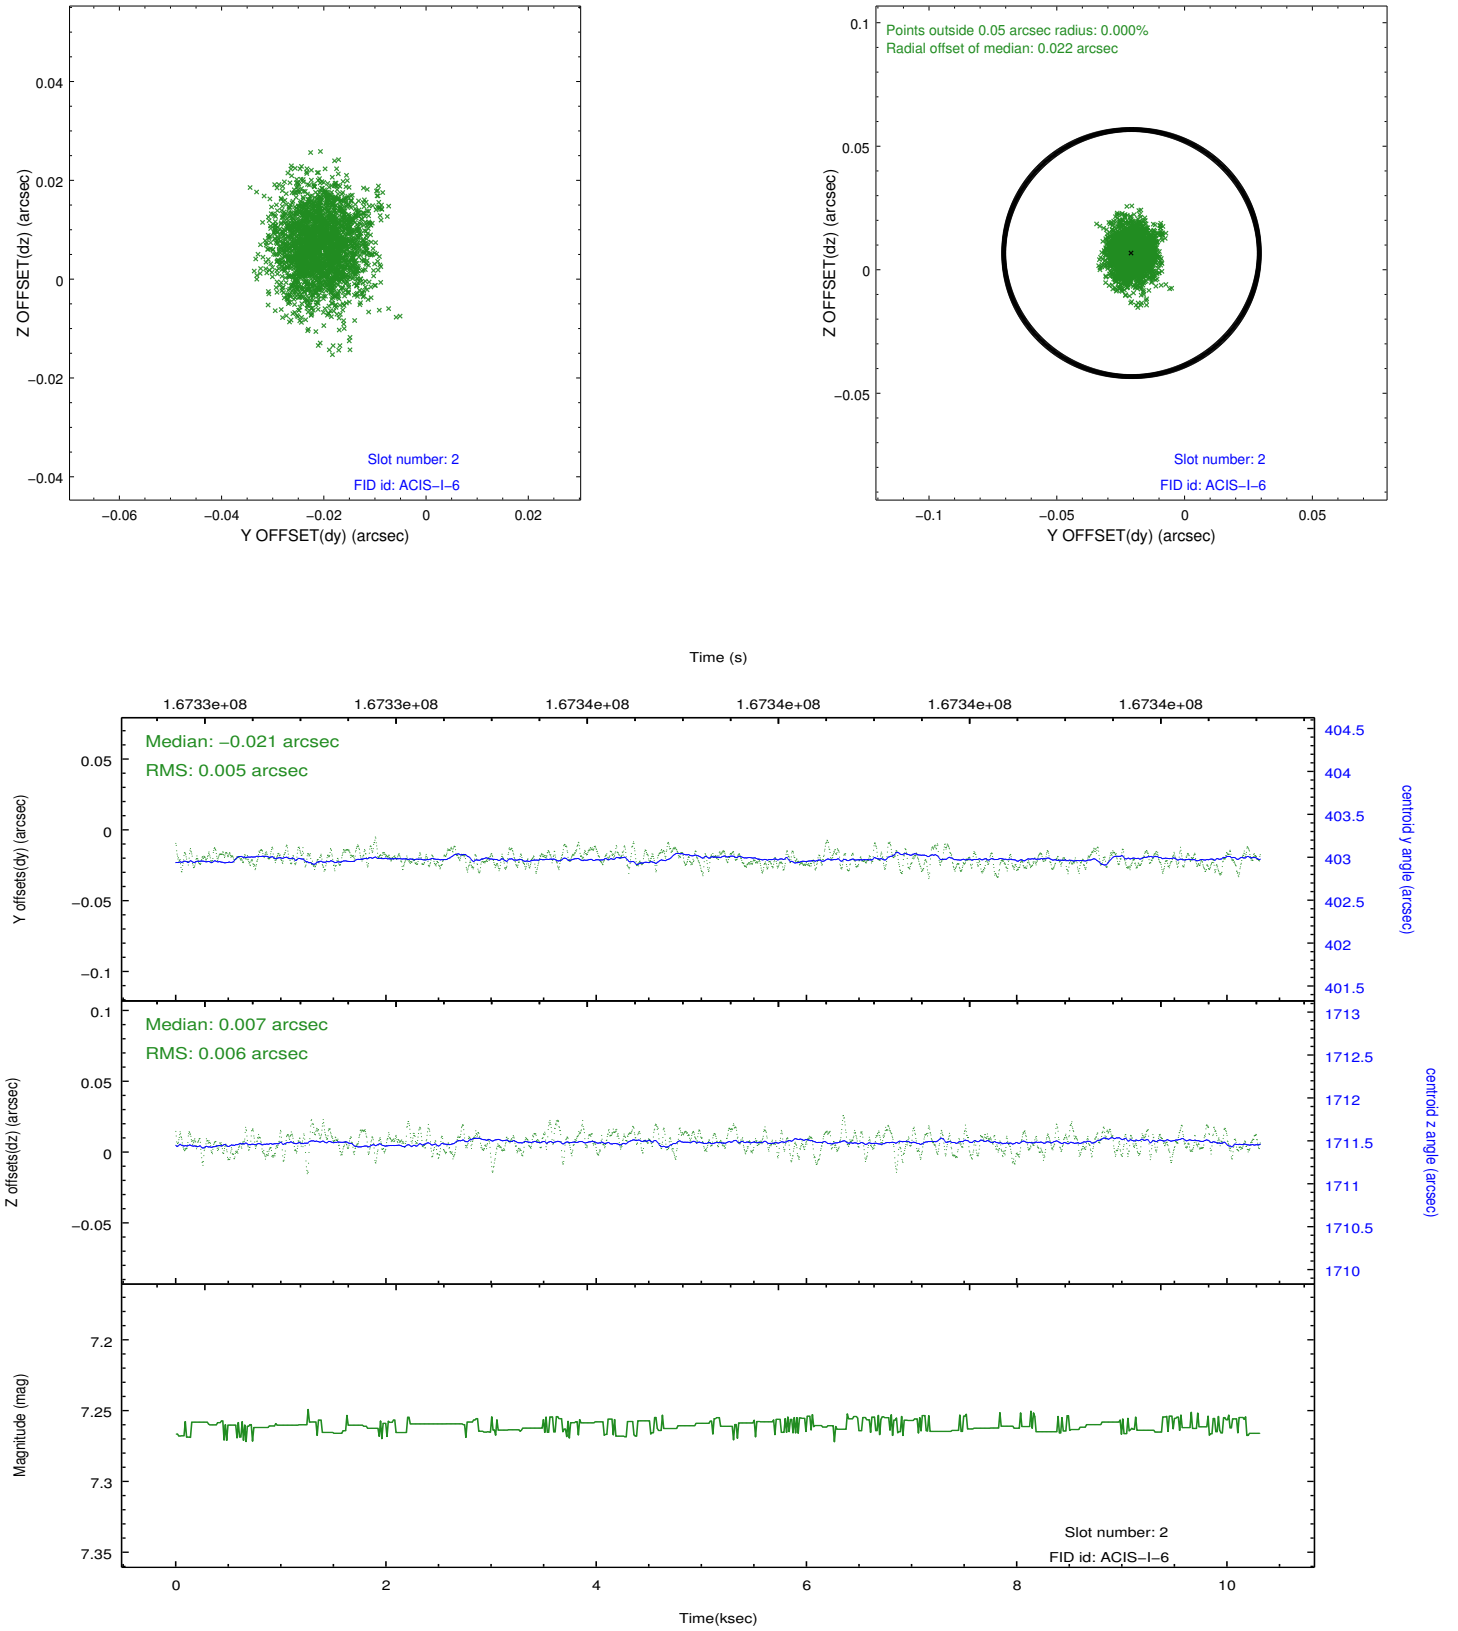 0.04
0.02
0
−0.02
−0.04
Z OFFSET(dz) (arcsec)
Slot number: 2
FID id: ACIS−I−6
−0.06
−0.04
−0.02
0
0.02
Y OFFSET(dy) (arcsec)
Points outside 0.05 arcsec radius: 0.000%
Radial offset of median: 0.022 arcsec
0.1
0.05
0
−0.05
Z OFFSET(dz) (arcsec)
Slot number: 2
FID id: ACIS−I−6
−0.1
−0.05
0
0.05
Y OFFSET(dy) (arcsec)
Time (s)
1.6733e+08
1.6733e+08
1.6734e+08
1.6734e+08
1.6734e+08
1.6734e+08
Median: −0.021 arcsec
RMS: 0.005 arcsec
0.05
0
−0.05
−0.1
Y offsets(dy) (arcsec)
404.5
404
403.5
403
402.5
402
401.5
centroid y angle (arcsec)
Median: 0.007 arcsec
RMS: 0.006 arcsec
0.1
0.05
0
−0.05
Z offsets(dz) (arcsec)
1713
1712.5
1712
1711.5
1711
1710.5
1710
centroid z angle (arcsec)
7.2
7.25
7.3
7.35
Magnitude (mag)
Slot number: 2
FID id: ACIS−I−6
0
2
4
6
8
10
Time(ksec)